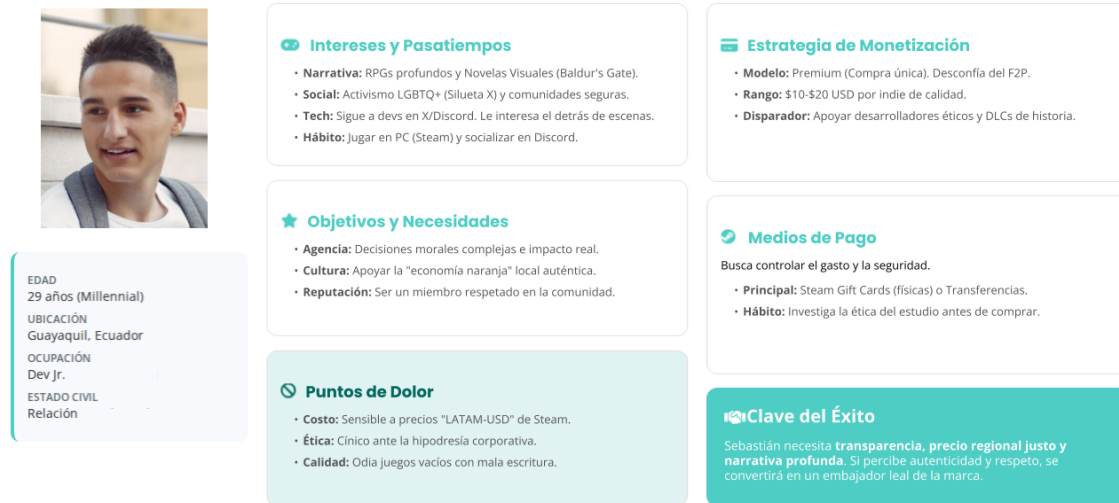 EDAD
29 años (Millennial)
UBICACIÓN
Guayaquil, Ecuador
OCUPACIÓN
Dev Jr.
ESTADO CIVIL
Relación
Intereses y Pasatiempos
• Narrativa: RPGs profundos y Novelas Visuales (Baldur's Gate).
• Social: Activismo LGBTQ+ (Silueta X) y comunidades seguras.
• Tech: Sigue a devs en X/Discord. Le interesa el detrás de escenas.
• Hábito: Jugar en PC (Steam) y socializar en Discord.
Objetivos y Necesidades
• Agencia: Decisiones morales complejas e impacto real.
• Cultura: Apoyar la "economía naranja" local auténtica.
• Reputación: Ser un miembro respetado en la comunidad.
Puntos de Dolor
• Costo: Sensible a precios "LATAM-USD" de Steam.
• Ética: Cínico ante la hipodresía corporativa.
• Calidad: Odia juegos vacíos con mala escritura.
Estrategia de Monetización
• Modelo: Premium (Compra única). Desconfía del F2P.
• Rango: $10-$20 USD por indie de calidad.
• Disparador: Apoyar desarrolladores éticos y DLCs de historia.
Medios de Pago
Busca controlar el gasto y la seguridad.
• Principal: Steam Gift Cards (físicas) o Transferencias.
• Hábito: Investiga la ética del estudio antes de comprar.
Clave del Éxito
Sebastián necesita transparencia, precio regional justo y
narrativa profunda. Si percibe autenticidad y respeto, se
convertirá en un embajador leal de la marca.